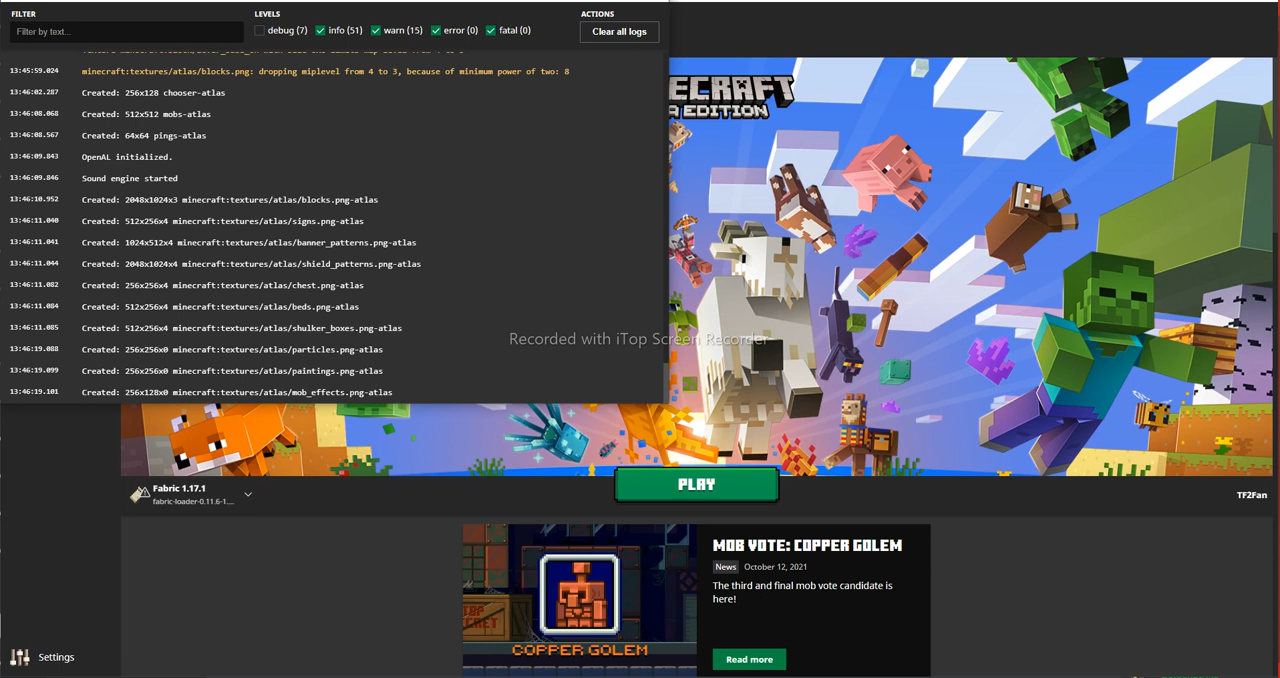 FILTER
LEVELS
ACTIONS
Filter by text...
debug (7)
info (51)
warn (15)
error (0)
fatal (0)
Clear all logs
13:45:59.024 minecraft:textures/atlas/blocks.png: dropping miplevel from 4 to 3, because of minimum power of two: 8
13:46:02.287 Created: 256x128 chooser-atlas
13:46:08.068 Created: 512x512 mobs-atlas
13:46:08.567 Created: 64x64 pings-atlas
13:46:09.843 OpenAL initialized.
13:46:09.846 Sound engine started
13:46:10.952 Created: 2048x1024x3 minecraft:textures/atlas/blocks.png-atlas
13:46:11.040 Created: 512x256x4 minecraft:textures/atlas/signs.png-atlas
13:46:11.041 Created: 1024x512x4 minecraft:textures/atlas/banner_patterns.png-atlas
13:46:11.044 Created: 2048x1024x4 minecraft:textures/atlas/shield_patterns.png-atlas
13:46:11.082 Created: 256x256x4 minecraft:textures/atlas/chest.png-atlas
13:46:11.084 Created: 512x256x4 minecraft:textures/atlas/beds.png-atlas
13:46:11.085 Created: 512x256x4 minecraft:textures/atlas/shulker_boxes.png-atlas
13:46:19.088 Created: 256x256x0 minecraft:textures/atlas/particles.png-atlas
13:46:19.099 Created: 256x256x0 minecraft:textures/atlas/paintings.png-atlas
13:46:19.101 Created: 256x128x0 minecraft:textures/atlas/mob_effects.png-atlas
ECRAFT
A EDITION
Recorded with iTop Screen Recorder
Fabric 1.17.1
fabric-loader-0.11.6-1....
PLAY
TF2Fan
TOP
SECRET
COPPER GOLEM
MOB VOTE: COPPER GOLEM
News
October 12, 2021
The third and final mob vote candidate is
here!
Read more
Settings